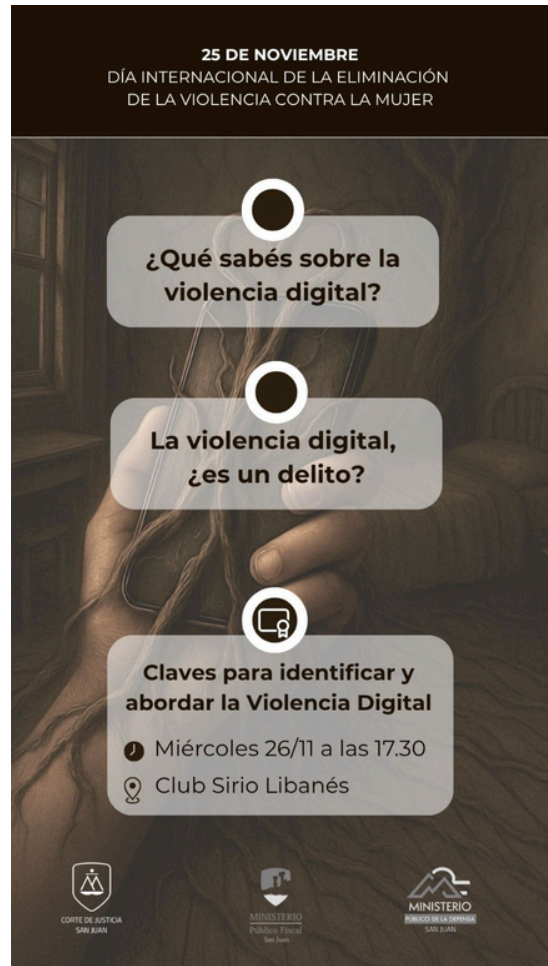 25 DE NOVIEMBRE
DÍA INTERNACIONAL DE LA ELIMINACIÓN
DE LA VIOLENCIA CONTRA LA MUJER
¿Qué sabés sobre la
violencia digital?
La violencia digital,
¿es un delito?
Claves para identificar y
abordar la Violencia Digital
Miércoles 26/11 a las 17.30
Club Sirio Libanés
CORTE DE JUSTICIA
SAN JUAN
MINISTERIO
Público Fiscal
San Juan
MINISTERIO
PÚBLICO DE LA DEFENSA
SAN JUAN